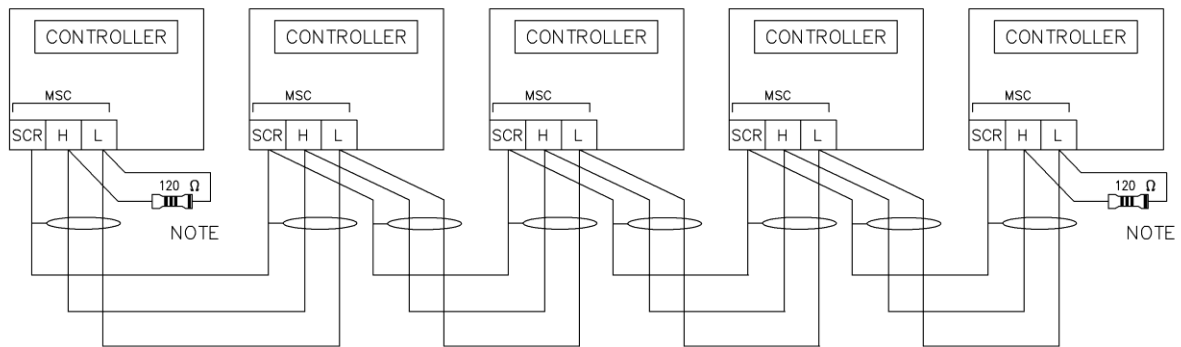 CONTROLLER CONTROLLER CONTROLLER CONTROLLER CONTROLLER
MSC MSC MSC MSC MSC
SCR H L SCR H L SCR H L SCR H L SCR H L
120 Ω 120 Ω
NOTE NOTE